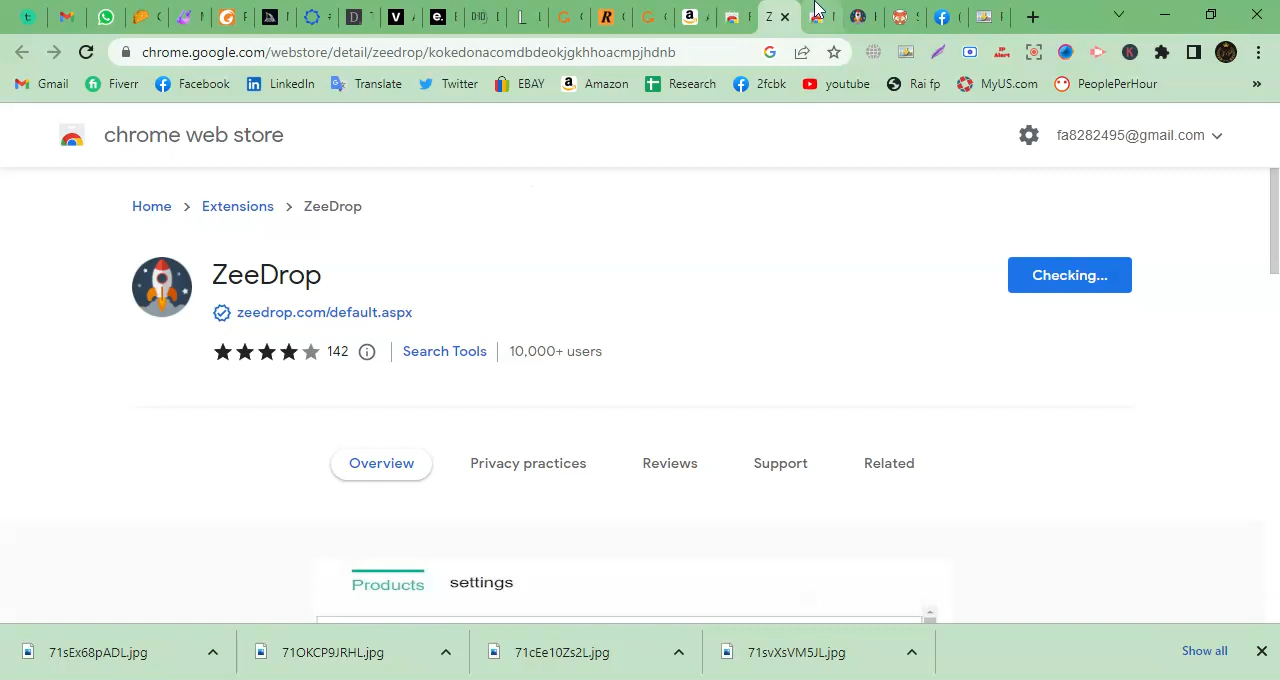 Z
chrome.google.com/webstore/detail/zeedrop/kokedonacomdbdeokjgkhhoacmpjhdnb
Gmail Fiverr Facebook LinkedIn Translate Twitter EBAY Amazon Research 2fcbk youtube Rai fp MyUS.com PeoplePerHour »
chrome web store
fa8282495@gmail.com
Home > Extensions > ZeeDrop
ZeeDrop
Checking...
zeedrop.com/default.aspx
142
Search Tools
10,000+ users
Overview Privacy practices Reviews Support Related
Products settings
71sEx68pADL.jpg 71OKCP9JRHL.jpg 71cEe10Zs2L.jpg 71svXsVM5JL.jpg Show all